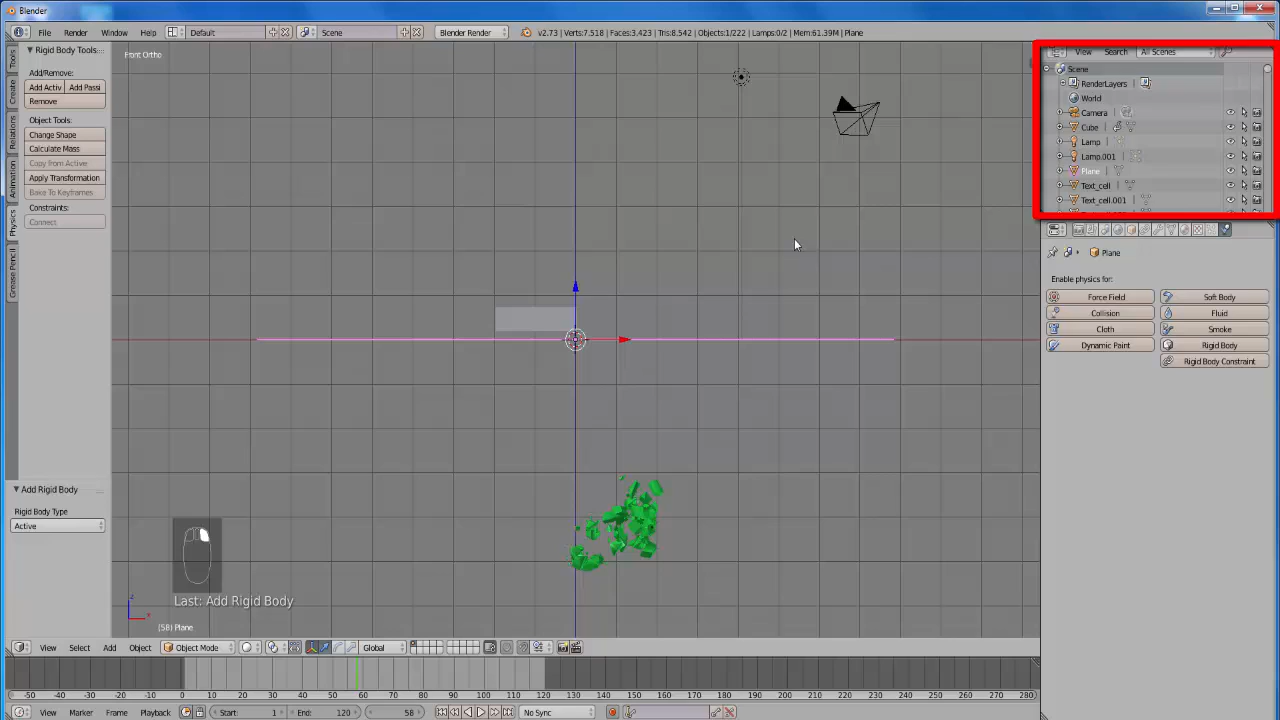 Blender
File Render Window Help Default Scene Blender Render v2.73 | Verts:7.518 | Faces:3.423 | Tris:8.542 | Objects:1/222 | Lamps:0/2 | Mem:61.39M | Plane
Tools
Create
Relations
Animation
Physics
Grease Pencil
Rigid Body Tools:
Add/Remove:
Add Activ Add Passi
Remove
Object Tools:
Change Shape
Calculate Mass
Copy from Active
Apply Transformation
Bake To Keyframes
Constraints:
Connect
Add Rigid Body
Rigid Body Type
Active
Front Ortho
Last: Add Rigid Body
(58) Plane
z
x
View Search All Scenes
Scene
RenderLayers |
World
Camera |
Cube |
Lamp |
Lamp.001 |
Plane |
Text_cell |
Text_cell.001 |
Plane
Enable physics for:
Force Field Soft Body
Collision Fluid
Cloth Smoke
Dynamic Paint Rigid Body
Rigid Body Constraint
View Select Add Object Object Mode Global
-50 -40 -30 -20 -10 0 10 20 30 40 50 60 70 80 90 100 110 120 130 140 150 160 170 180 190 200 210 220 230 240 250 260 270 280
View Marker Frame Playback Start: 1 End: 120 58 No Sync